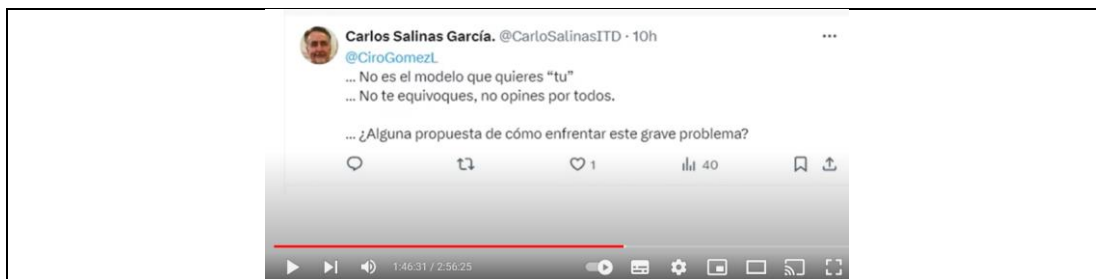 Carlos Salinas García. @CarloSalinasITD · 10h
@CiroGomezL
... No es el modelo que quieres “tu”
... No te equivoques, no opines por todos.
... ¿Alguna propuesta de cómo enfrentar este grave problema?
1 40
1:46:31 / 2:56:25